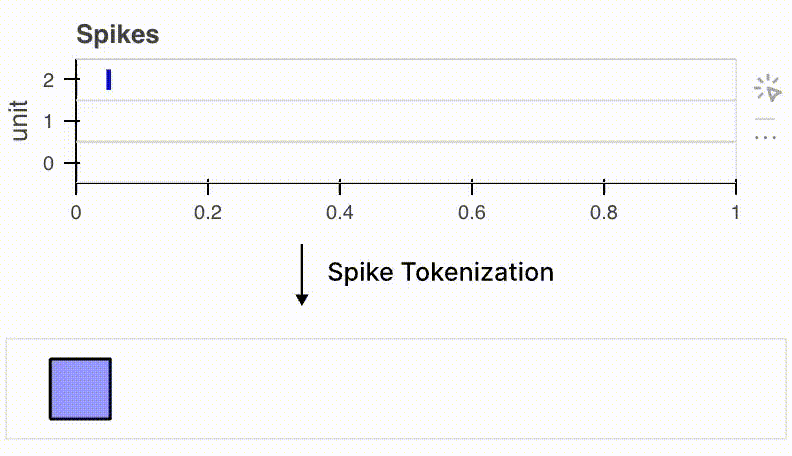 Spikes
unit
2
1
0
0 0.2 0.4 0.6 0.8 1
Spike Tokenization